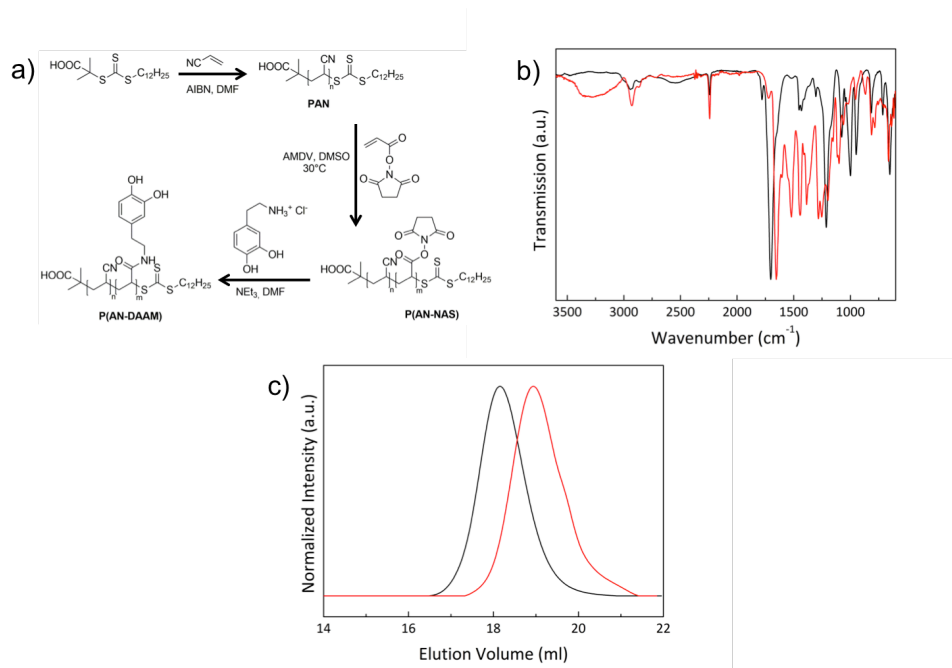 a)
HOOC
S
S
S
C12H25
NC
AIBN, DMF
HOOC
CN
n
S
S
S
C12H25
PAN
AMDV, DMSO
30°C
O
O
O
N
O
HO
OH
NH3+ Cl-
HO
OH
NEt3, DMF
O
N
O
O
HOOC
CN
O
n
m
S
S
S
C12H25
P(AN-NAS)
O
NH
HOOC
CN
n
m
S
S
S
C12H25
P(AN-DAAM)
b)
Transmission (a.u.)
3500 3000 2500 2000 1500 1000
Wavenumber (cm-1)
c)
Normalized Intensity (a.u.)
14 16 18 20 22
Elution Volume (ml)